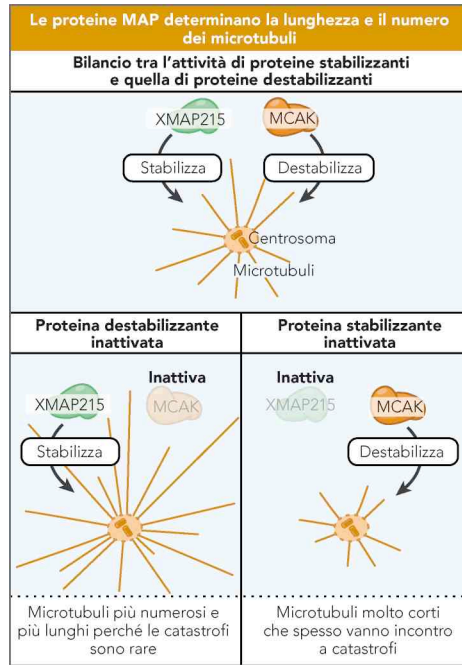 Le proteine MAP determinano la lunghezza e il numero
dei microtubuli
Bilancio tra l'attività di proteine stabilizzanti
e quella di proteine destabilizzanti
XMAP215
MCAK
Stabilizza
Destabilizza
Centrosoma
Microtubuli
Proteina destabilizzante
inattivata
XMAP215
Inattiva
MCAK
Stabilizza
Microtubuli più numerosi e
più lunghi perché le catastrofi
sono rare
Proteina stabilizzante
inattivata
Inattiva
XMAP215
MCAK
Destabilizza
Microtubuli molto corti
che spesso vanno incontro
a catastrofi